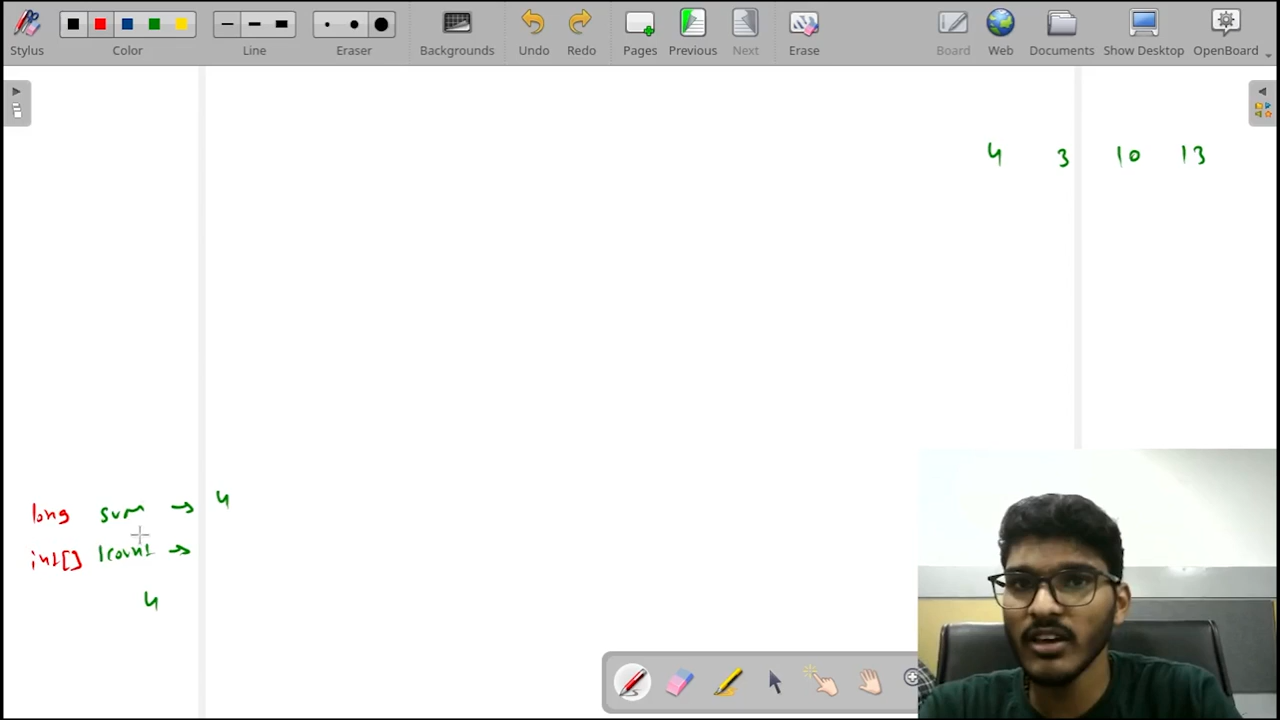 Stylus Color Line Eraser Backgrounds Undo Redo Pages Previous Next Erase Board Web Documents Show Desktop OpenBoard
4 3 10 13
long sum → 4
int[] 1count →
4